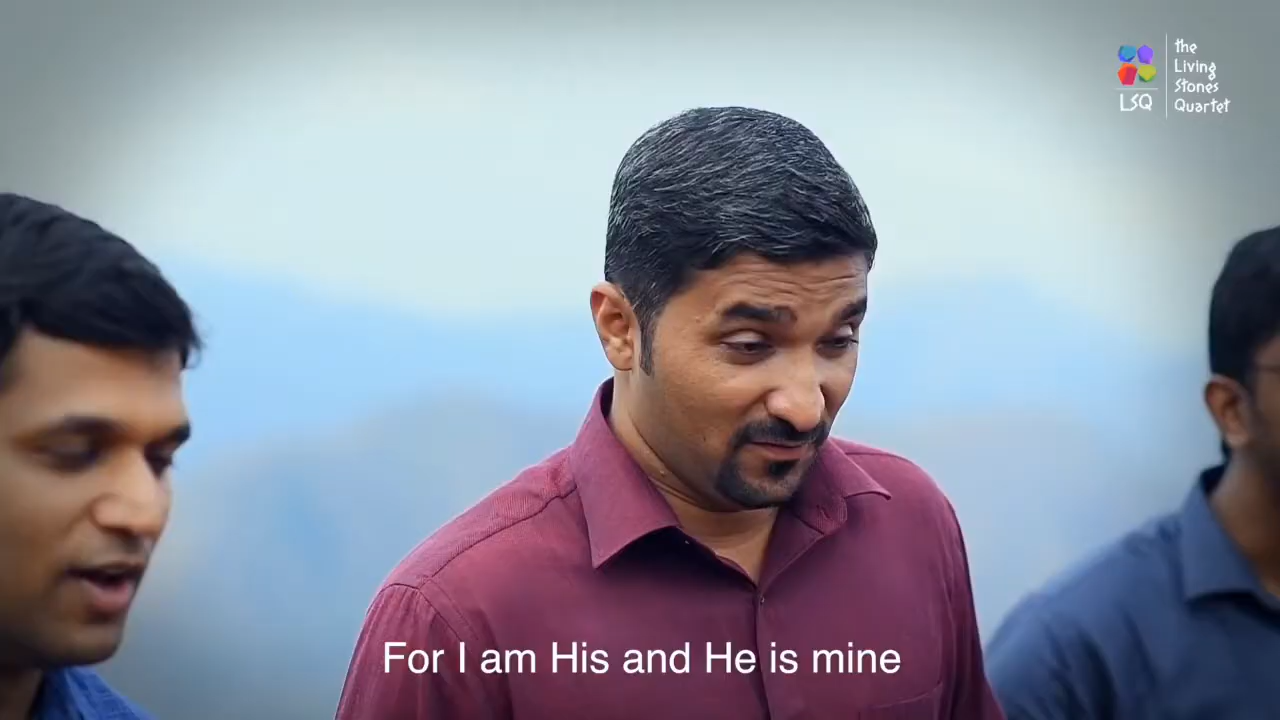 the
Living
Stones
Quartet
LSQ
For I am His and He is mine